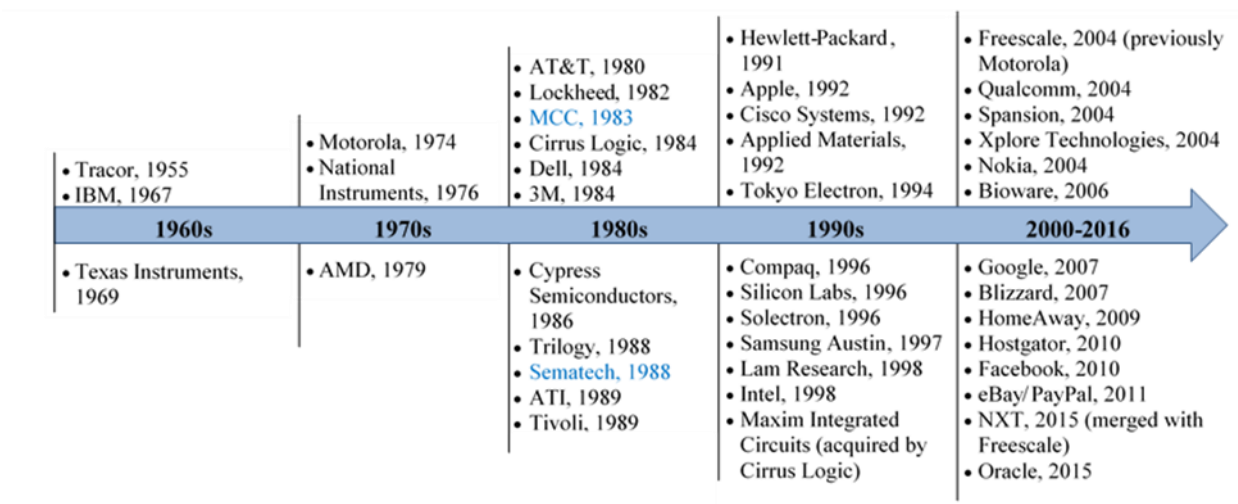 • Tracor, 1955
• IBM, 1967
1960s
• Texas Instruments,
1969
• Motorola, 1974
• National
Instruments, 1976
1970s
• AMD, 1979
• AT&T, 1980
• Lockheed, 1982
• MCC, 1983
• Cirrus Logic, 1984
• Dell, 1984
• 3M, 1984
1980s
• Cypress
Semiconductors,
1986
• Trilogy, 1988
• Sematech, 1988
• ATI, 1989
• Tivoli, 1989
• Hewlett-Packard,
1991
• Apple, 1992
• Cisco Systems, 1992
• Applied Materials,
1992
• Tokyo Electron, 1994
1990s
• Compaq, 1996
• Silicon Labs, 1996
• Solectron, 1996
• Samsung Austin, 1997
• Lam Research, 1998
• Intel, 1998
• Maxim Integrated
Circuits (acquired by
Cirrus Logic)
• Freescale, 2004 (previously
Motorola)
• Qualcomm, 2004
• Spansion, 2004
• Xplore Technologies, 2004
• Nokia, 2004
• Bioware, 2006
2000-2016
• Google, 2007
• Blizzard, 2007
• HomeAway, 2009
• Hostgator, 2010
• Facebook, 2010
• eBay/PayPal, 2011
• NXT, 2015 (merged with
Freescale)
• Oracle, 2015